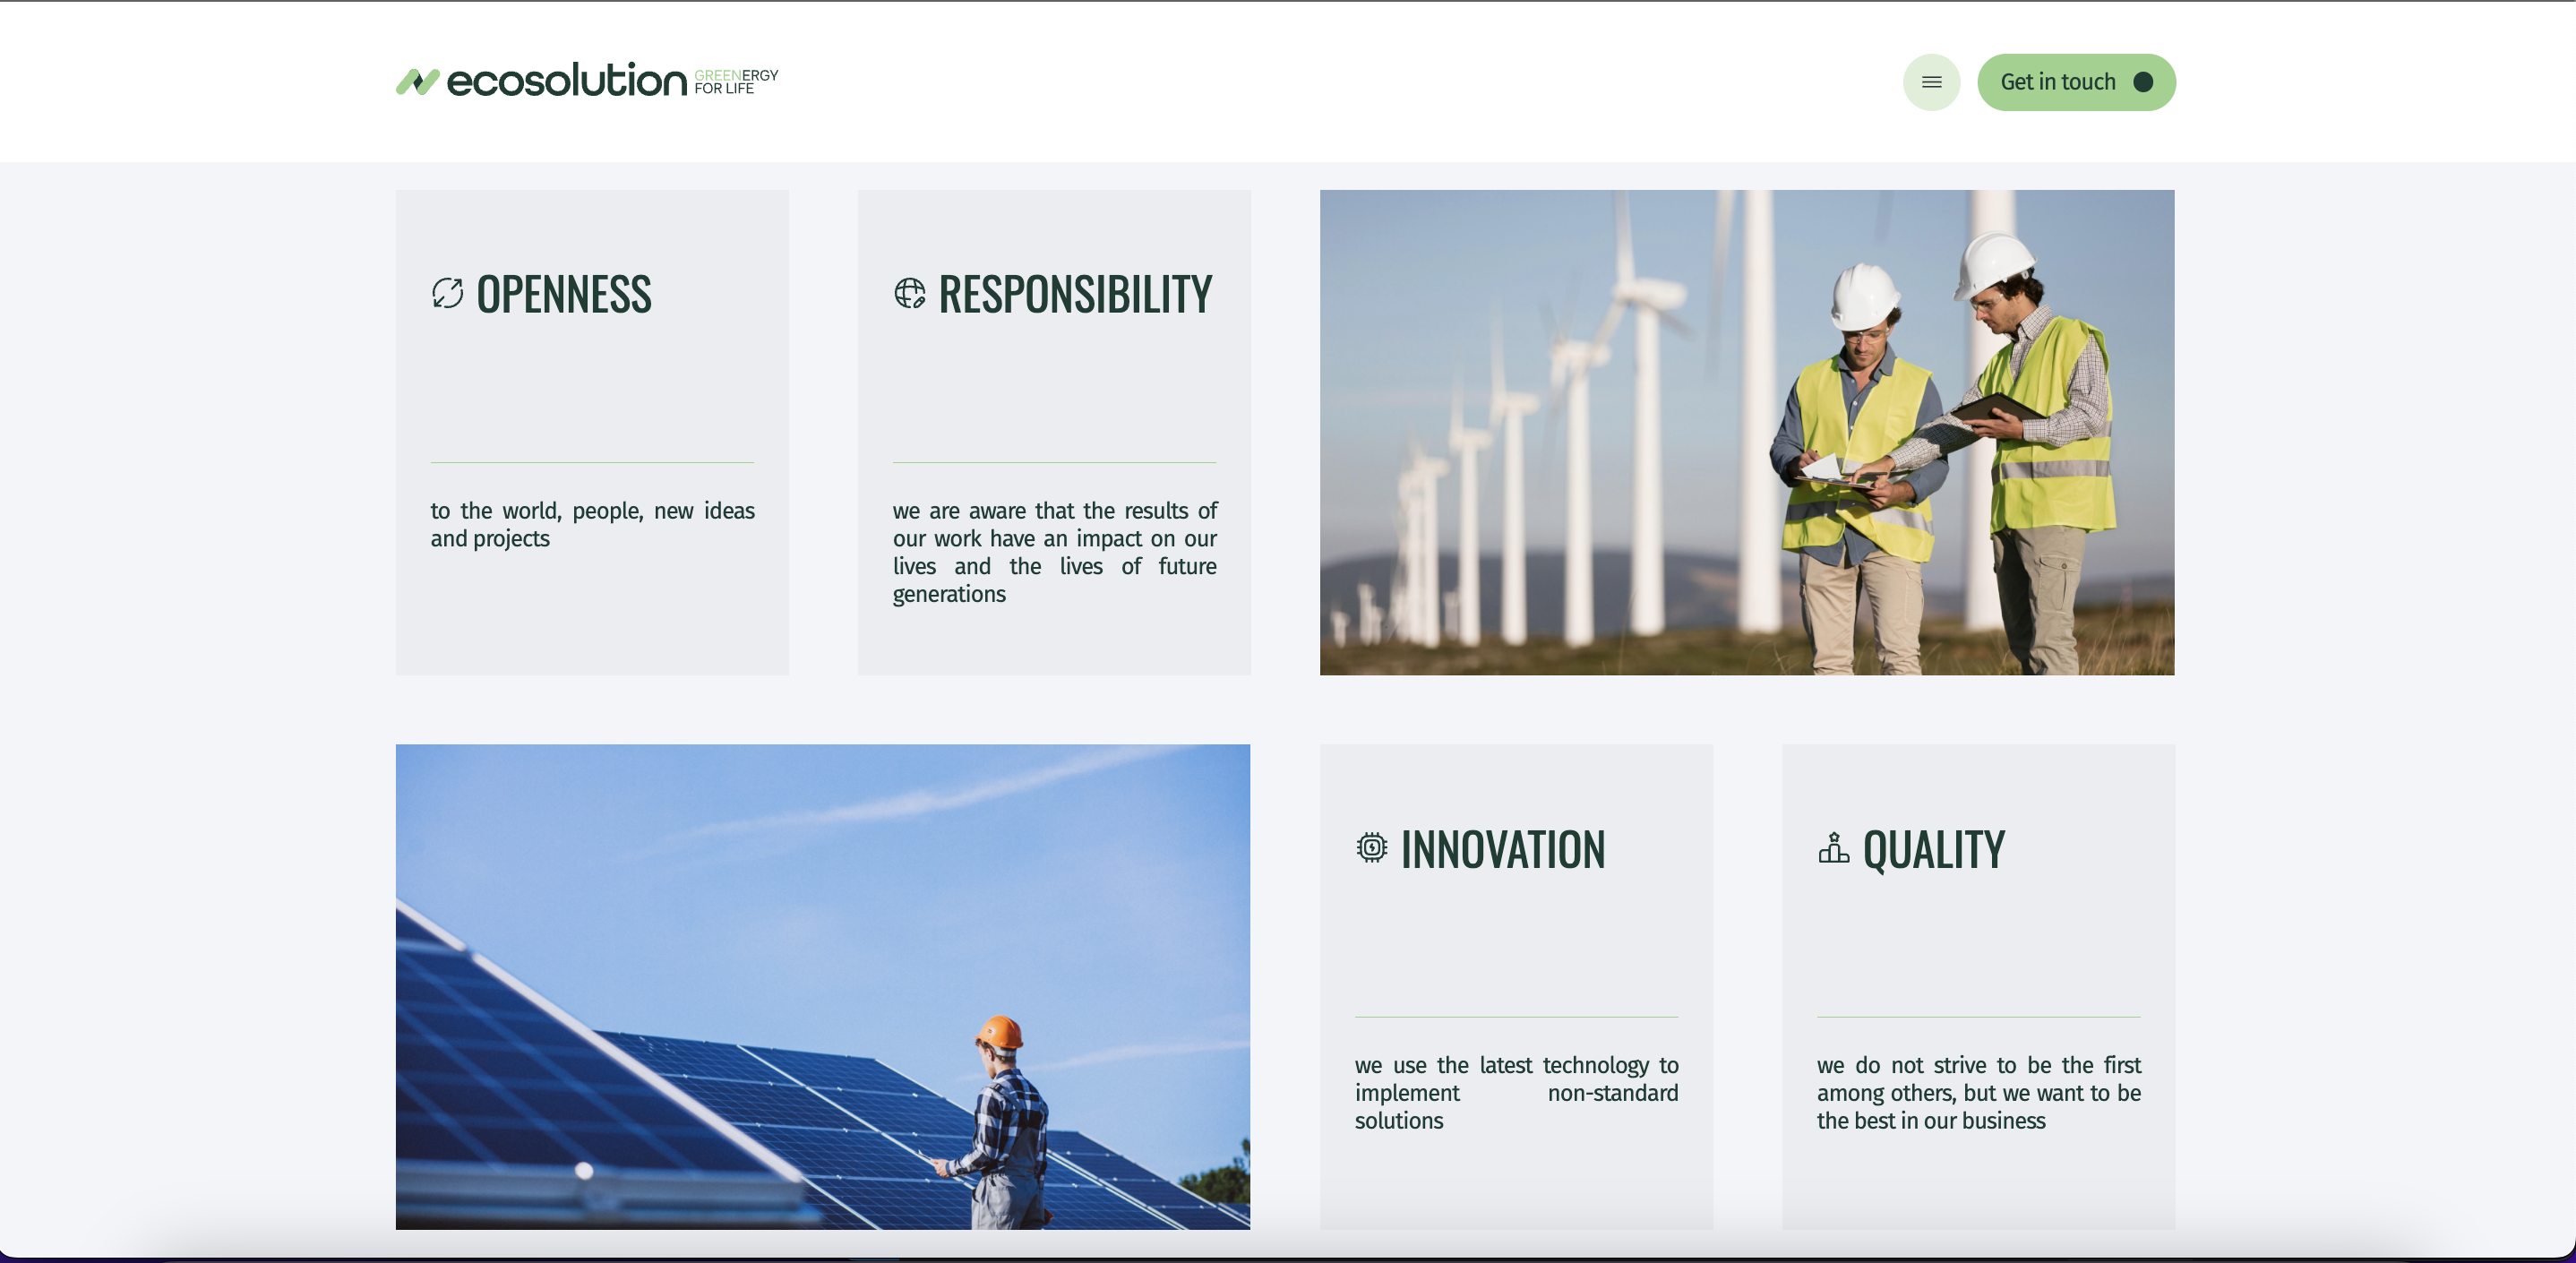 ecosolution GREENERGY
FOR LIFE
Get in touch
OPENNESS
to the world, people, new ideas
and projects
RESPONSIBILITY
we are aware that the results of
our work have an impact on our
lives and the lives of future
generations
INNOVATION
we use the latest technology to
implement non-standard
solutions
QUALITY
we do not strive to be the first
among others, but we want to be
the best in our business